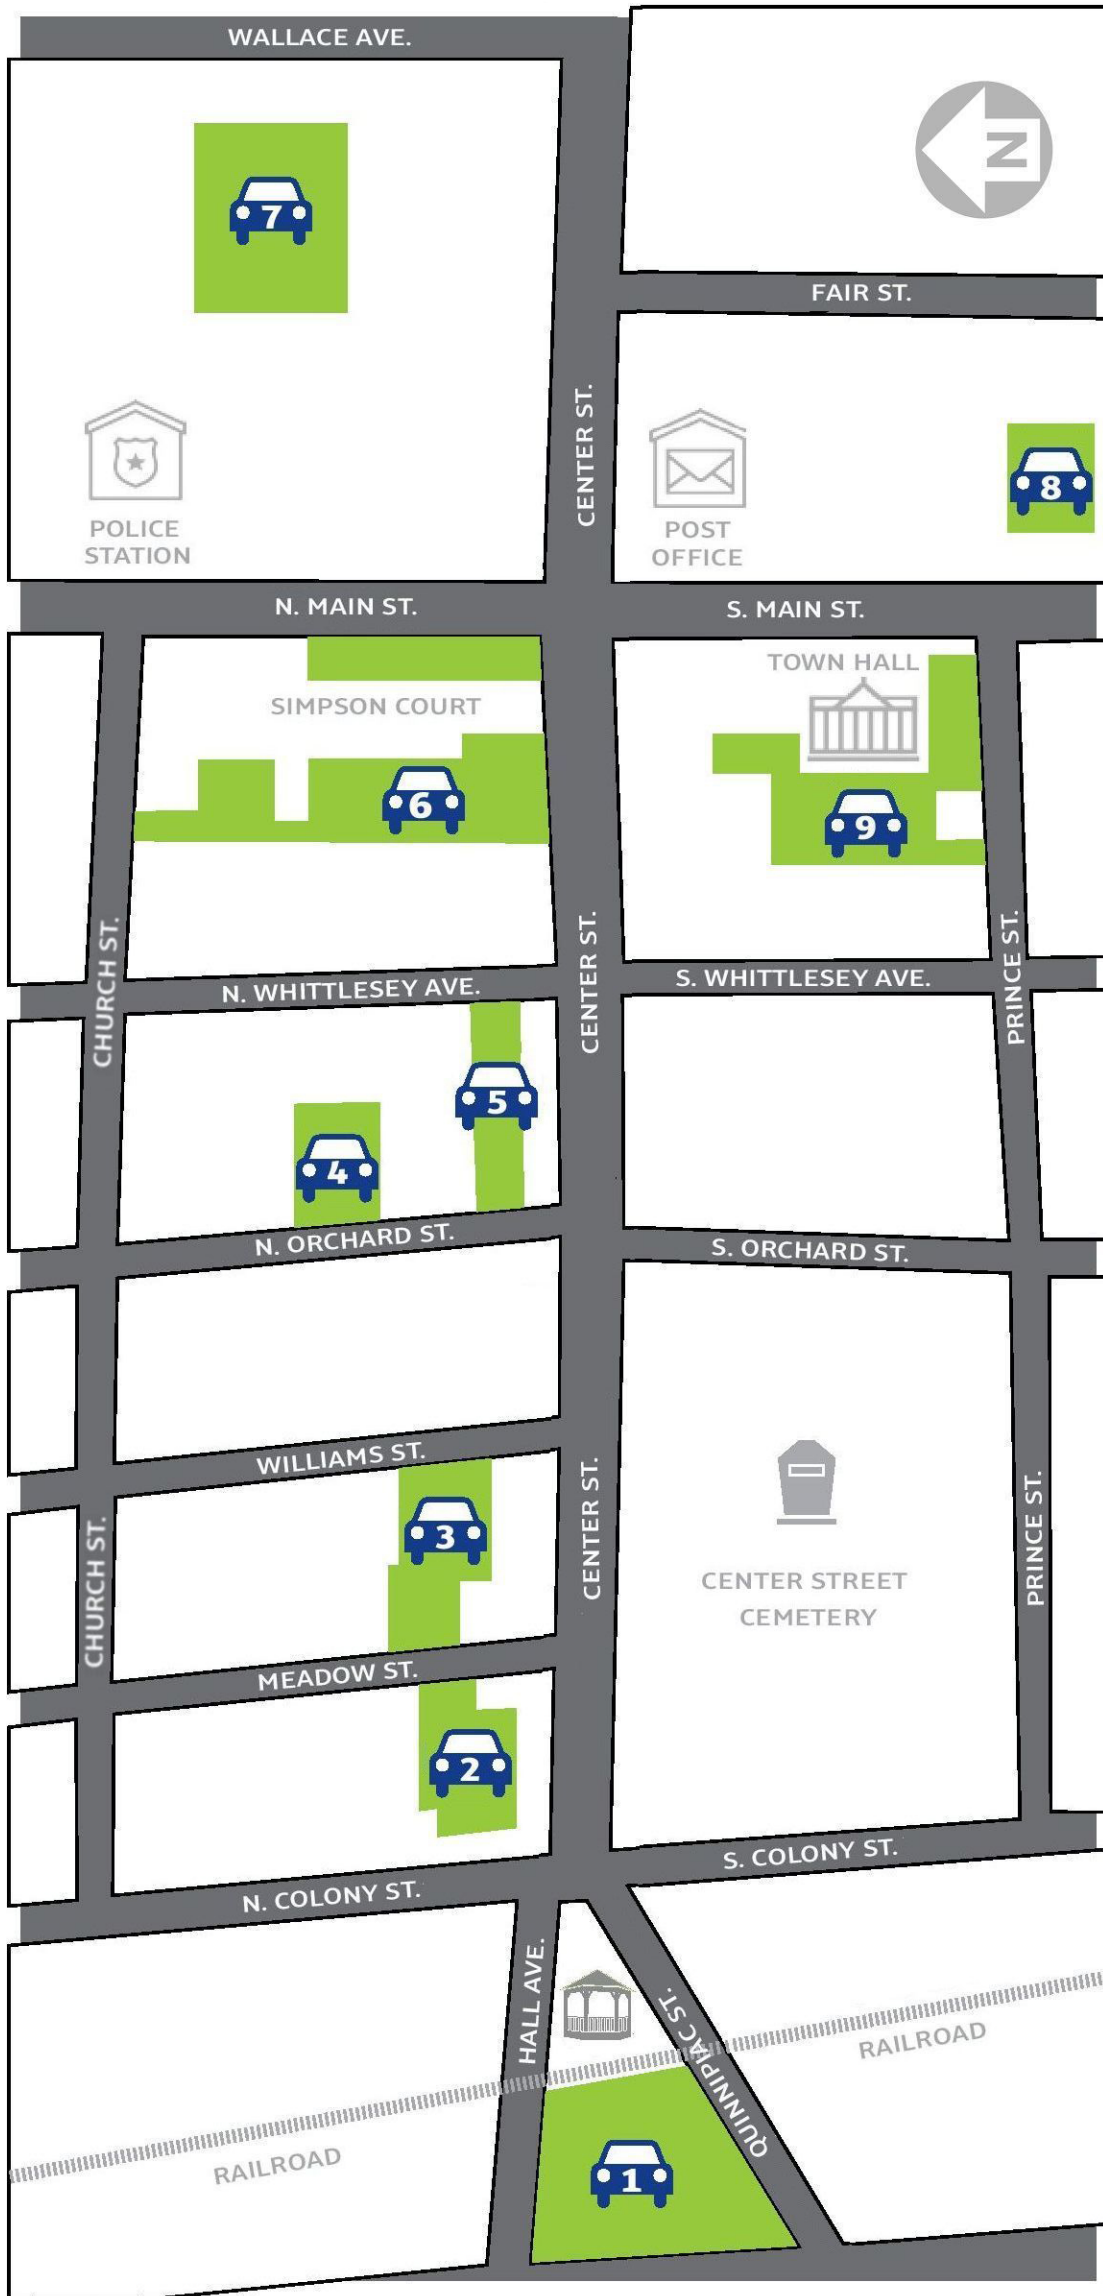 WALLACE AVE.
N
7
FAIR ST.
CENTER ST.
8
POLICE
STATION
POST
OFFICE
N. MAIN ST.
S. MAIN ST.
TOWN HALL
SIMPSON COURT
6
9
CHURCH ST.
CENTER ST.
PRINCE ST.
N. WHITTLESEY AVE.
S. WHITTLESEY AVE.
5
4
N. ORCHARD ST.
S. ORCHARD ST.
WILLIAMS ST.
CENTER ST.
PRINCE ST.
3
CHURCH ST.
CENTER STREET
CEMETERY
MEADOW ST.
2
N. COLONY ST.
S. COLONY ST.
HALL AVE.
QUINNIPIAC ST.
RAILROAD
RAILROAD
1